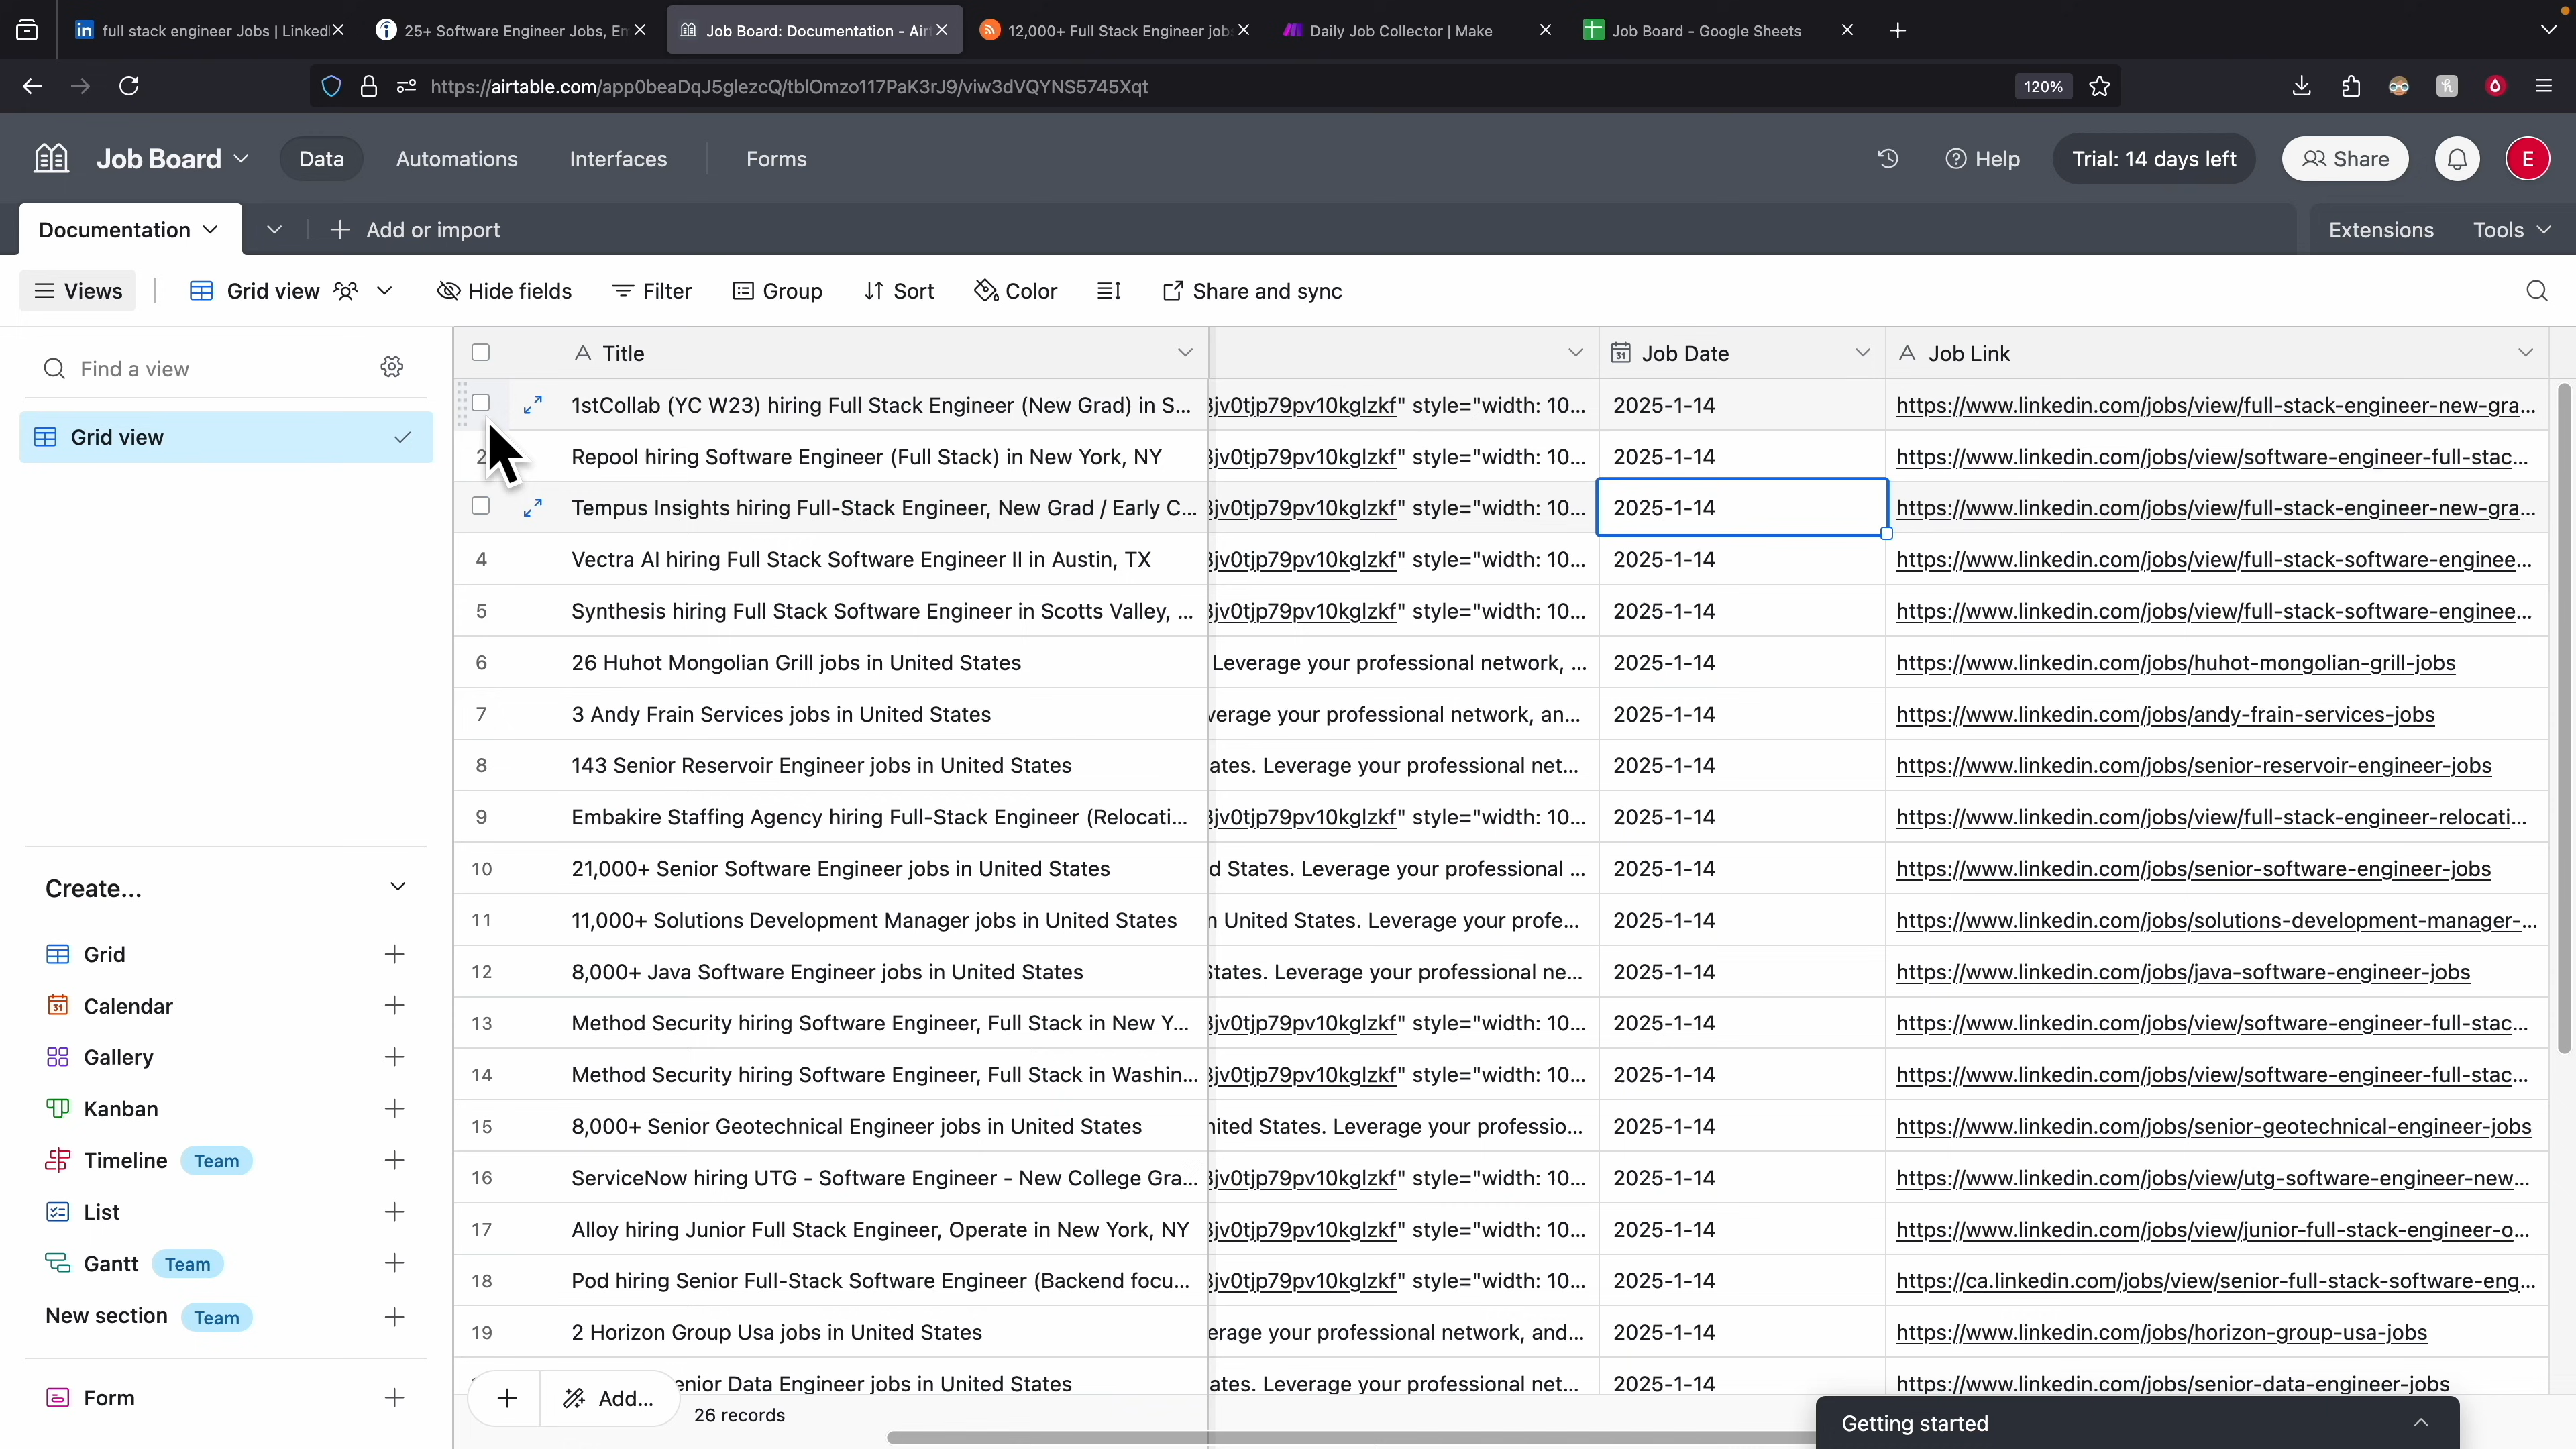 full stack engineer Jobs | Linked
25+ Software Engineer Jobs, En
Job Board: Documentation - Air
12,000+ Full Stack Engineer job
Daily Job Collector | Make
Job Board - Google Sheets
https://airtable.com/app0beaDqJ5glezcQ/tblOmzo117PaK3rJ9/viw3dVQYNS5745Xqt
120%
Job Board
Data
Automations
Interfaces
Forms
Help
Trial: 14 days left
Share
E
Documentation
Add or import
Extensions
Tools
Views
Grid view
Hide fields
Filter
Group
Sort
Color
Share and sync
Find a view
Grid view
Create...
Grid
Calendar
Gallery
Kanban
Timeline Team
List
Gantt Team
New section Team
Form
Title Job Date Job Link
1stCollab (YC W23) hiring Full Stack Engineer (New Grad) in S... jv0tjp79pv10kglzkf" style="width: 10... 2025-1-14 https://www.linkedin.com/jobs/view/full-stack-engineer-new-gra...
2 Repool hiring Software Engineer (Full Stack) in New York, NY jv0tjp79pv10kglzkf" style="width: 10... 2025-1-14 https://www.linkedin.com/jobs/view/software-engineer-full-stac...
Tempus Insights hiring Full-Stack Engineer, New Grad / Early C... jv0tjp79pv10kglzkf" style="width: 10... 2025-1-14 https://www.linkedin.com/jobs/view/full-stack-engineer-new-gra...
4 Vectra AI hiring Full Stack Software Engineer II in Austin, TX jv0tjp79pv10kglzkf" style="width: 10... 2025-1-14 https://www.linkedin.com/jobs/view/full-stack-software-enginee...
5 Synthesis hiring Full Stack Software Engineer in Scotts Valley, ... jv0tjp79pv10kglzkf" style="width: 10... 2025-1-14 https://www.linkedin.com/jobs/view/full-stack-software-enginee...
6 26 Huhot Mongolian Grill jobs in United States Leverage your professional network, ... 2025-1-14 https://www.linkedin.com/jobs/huhot-mongolian-grill-jobs
7 3 Andy Frain Services jobs in United States verage your professional network, an... 2025-1-14 https://www.linkedin.com/jobs/andy-frain-services-jobs
8 143 Senior Reservoir Engineer jobs in United States ates. Leverage your professional net... 2025-1-14 https://www.linkedin.com/jobs/senior-reservoir-engineer-jobs
9 Embakire Staffing Agency hiring Full-Stack Engineer (Relocati... jv0tjp79pv10kglzkf" style="width: 10... 2025-1-14 https://www.linkedin.com/jobs/view/full-stack-engineer-relocati...
10 21,000+ Senior Software Engineer jobs in United States d States. Leverage your professional ... 2025-1-14 https://www.linkedin.com/jobs/senior-software-engineer-jobs
11 11,000+ Solutions Development Manager jobs in United States n United States. Leverage your profe... 2025-1-14 https://www.linkedin.com/jobs/solutions-development-manager-...
12 8,000+ Java Software Engineer jobs in United States States. Leverage your professional ne... 2025-1-14 https://www.linkedin.com/jobs/java-software-engineer-jobs
13 Method Security hiring Software Engineer, Full Stack in New Y... jv0tjp79pv10kglzkf" style="width: 10... 2025-1-14 https://www.linkedin.com/jobs/view/software-engineer-full-stac...
14 Method Security hiring Software Engineer, Full Stack in Washin... jv0tjp79pv10kglzkf" style="width: 10... 2025-1-14 https://www.linkedin.com/jobs/view/software-engineer-full-stac...
15 8,000+ Senior Geotechnical Engineer jobs in United States nited States. Leverage your professio... 2025-1-14 https://www.linkedin.com/jobs/senior-geotechnical-engineer-jobs
16 ServiceNow hiring UTG - Software Engineer - New College Gra... jv0tjp79pv10kglzkf" style="width: 10... 2025-1-14 https://www.linkedin.com/jobs/view/utg-software-engineer-new...
17 Alloy hiring Junior Full Stack Engineer, Operate in New York, NY jv0tjp79pv10kglzkf" style="width: 10... 2025-1-14 https://www.linkedin.com/jobs/view/junior-full-stack-engineer-o...
18 Pod hiring Senior Full-Stack Software Engineer (Backend focu... jv0tjp79pv10kglzkf" style="width: 10... 2025-1-14 https://ca.linkedin.com/jobs/view/senior-full-stack-software-eng...
19 2 Horizon Group Usa jobs in United States erage your professional network, and... 2025-1-14 https://www.linkedin.com/jobs/horizon-group-usa-jobs
enior Data Engineer jobs in United States ates. Leverage your professional net... 2025-1-14 https://www.linkedin.com/jobs/senior-data-engineer-jobs
Add...
26 records
Getting started